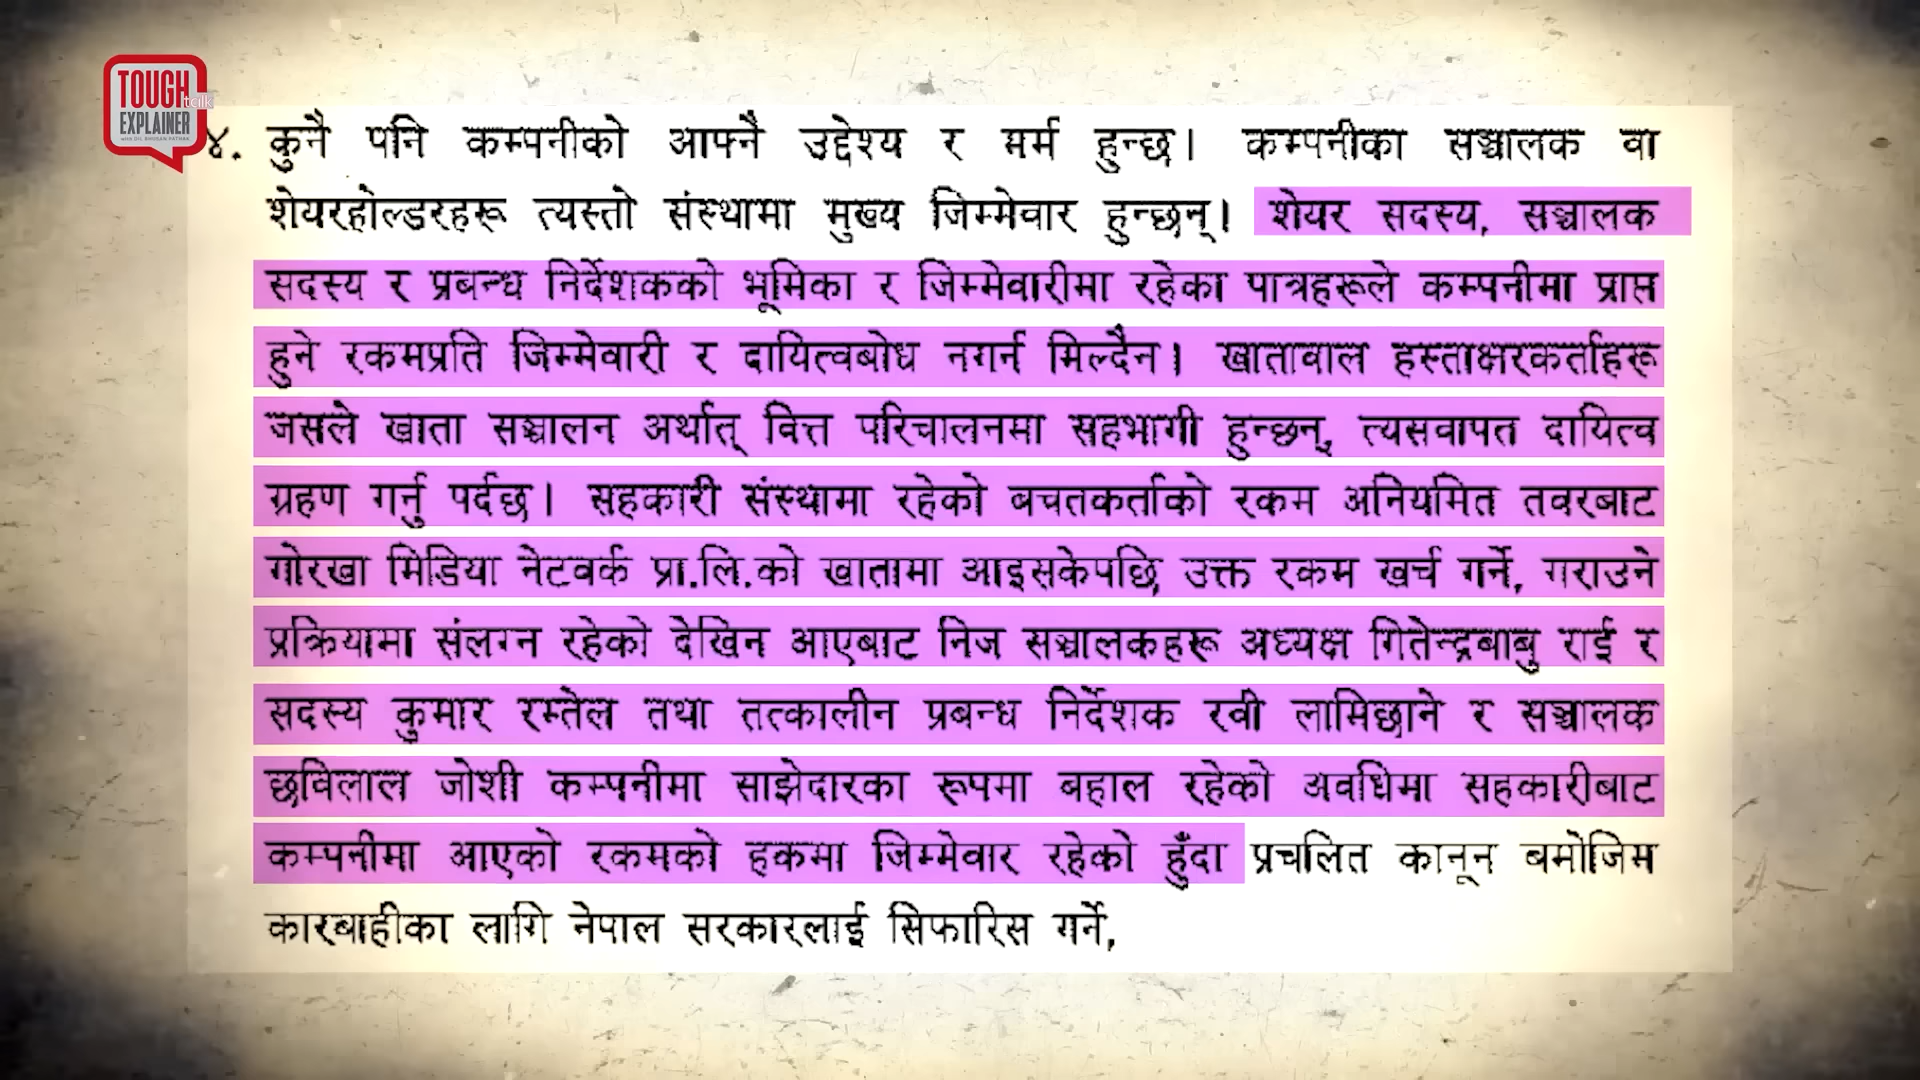 TOUGH
talk
EXPLAINER
४. कुनै पनि कम्पनीको आफ्नै उद्देश्य र मर्म हुन्छ। कम्पनीका सञ्चालक वा
शेयरहोल्डरहरू त्यस्तो संस्थामा मुख्य जिम्मेवार हुन्छन्। शेयर सदस्य, सञ्चालक
सदस्य र प्रबन्ध निर्देशकको भूमिका र जिम्मेवारीमा रहेका पात्रहरूले कम्पनीमा प्राप्त
हुने रकमप्रति जिम्मेवारी र दायित्वबोध नगर्न मिल्दैन। खातावाल हस्ताक्षरकर्ताहरू
जसले खाता सञ्चालन अर्थात् वित्त परिचालनमा सहभागी हुन्छन्, त्यसवापत दायित्व
ग्रहण गर्नु पर्दछ। सहकारी संस्थामा रहेको बचतकर्ताको रकम अनियमित तवरबाट
गोरखा मिडिया नेटवर्क प्रा.लि.को खातामा आइसकेपछि, उक्त रकम खर्च गर्ने, गराउने
प्रक्रियामा संलग्न रहेको देखिन आएबाट निज सञ्चालकहरू अध्यक्ष गितेन्द्रबाबु राई र
सदस्य कुमार रम्तेल तथा तत्कालीन प्रबन्ध निर्देशक रवी लामिछाने र सञ्चालक
छविलाल जोशी कम्पनीमा साझेदारका रूपमा बहाल रहेको अवधिमा सहकारीबाट
कम्पनीमा आएको रकमको हकमा जिम्मेवार रहेको हुँदा प्रचलित कानून बमोजिम
कारबाहीका लागि नेपाल सरकारलाई सिफारिस गर्ने,